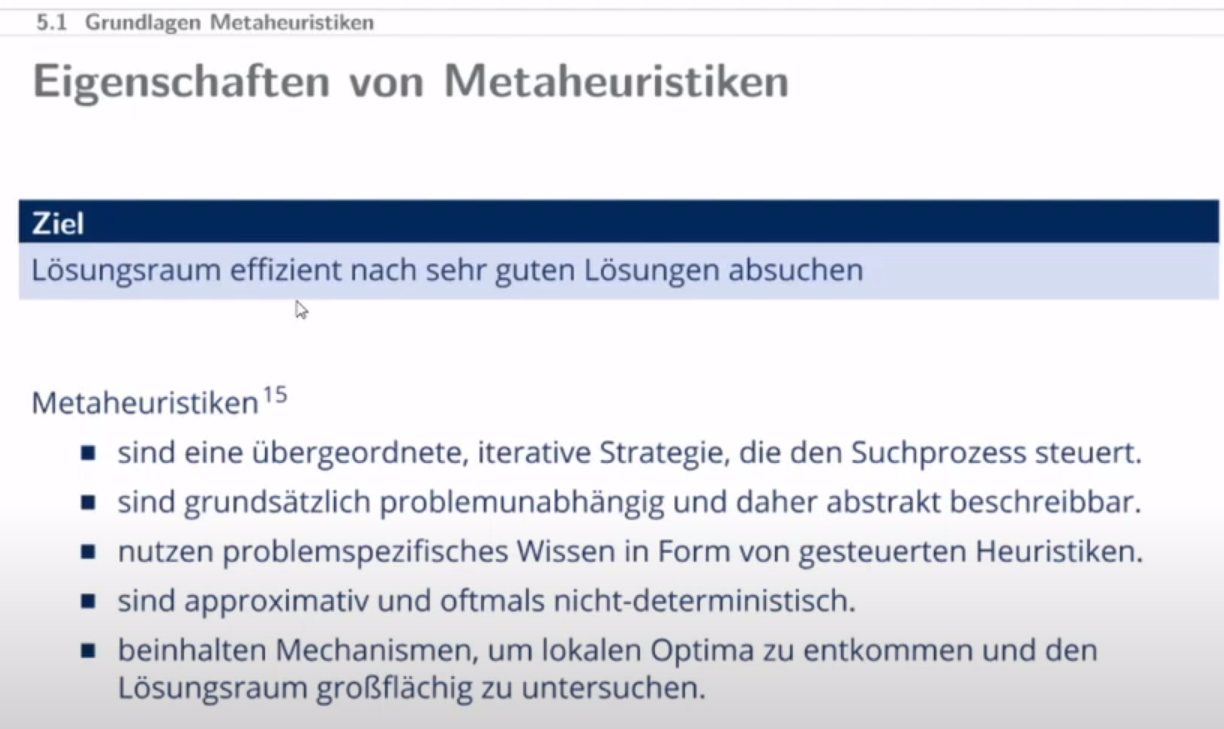 5.1 Grundlagen Metaheuristiken
Eigenschaften von Metaheuristiken
Ziel
Lösungsraum effizient nach sehr guten Lösungen absuchen
Metaheuristiken¹⁵
■ sind eine übergeordnete, iterative Strategie, die den Suchprozess steuert.
■ sind grundsätzlich problemunabhängig und daher abstrakt beschreibbar.
■ nutzen problemspezifisches Wissen in Form von gesteuerten Heuristiken.
■ sind approximativ und oftmals nicht-deterministisch.
■ beinhalten Mechanismen, um lokalen Optima zu entkommen und den
Lösungsraum großflächig zu untersuchen.